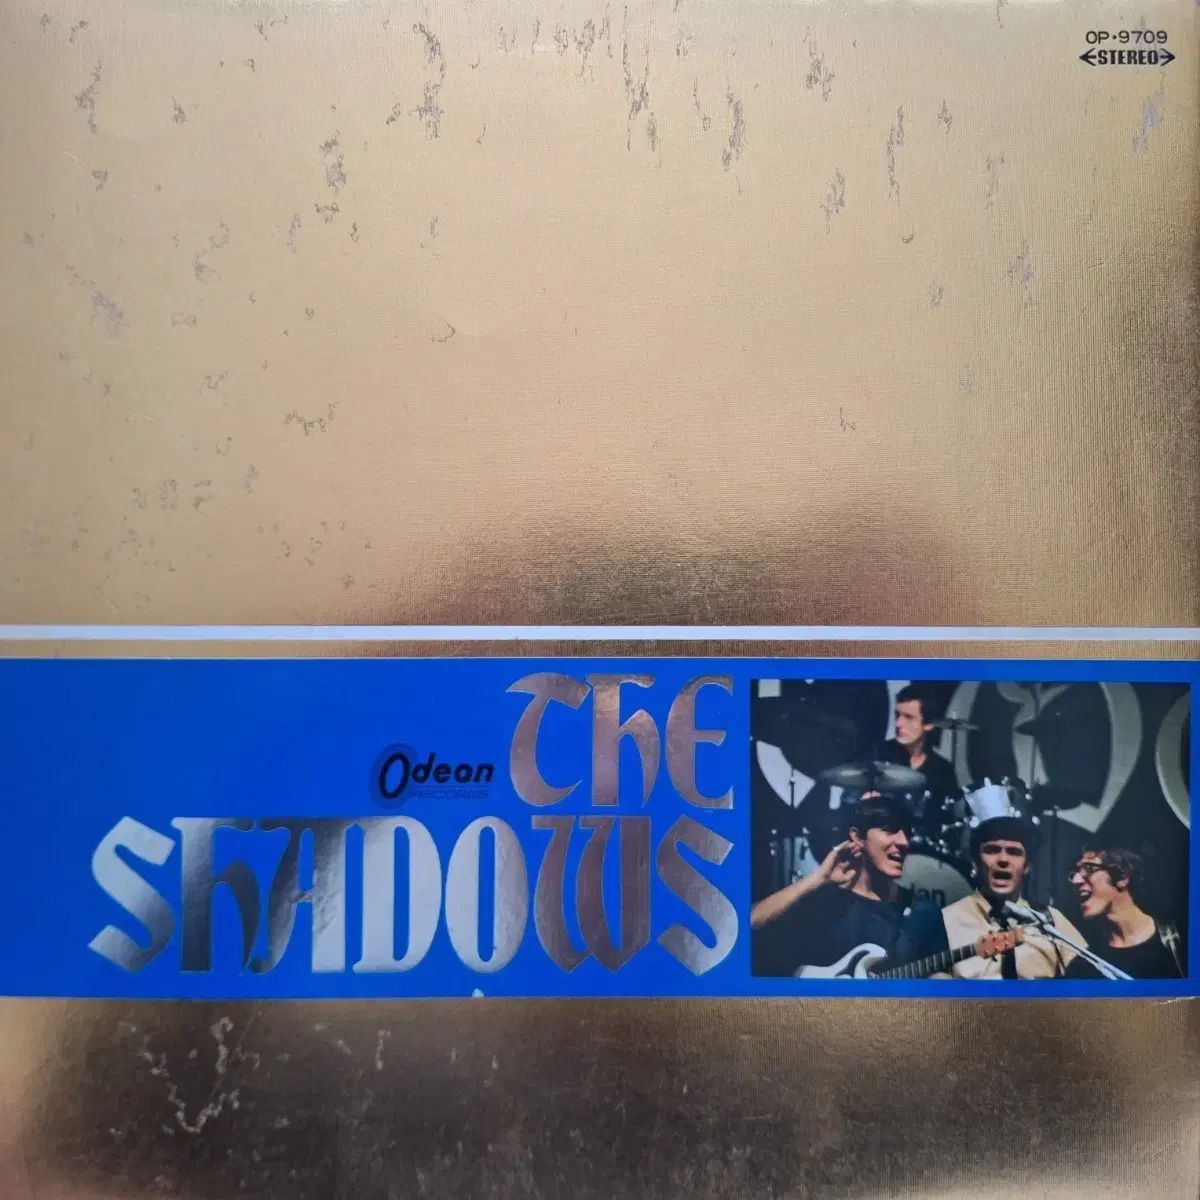 OP·9709
STEREO
THE
Odeon
RECORDS
SHADOWS